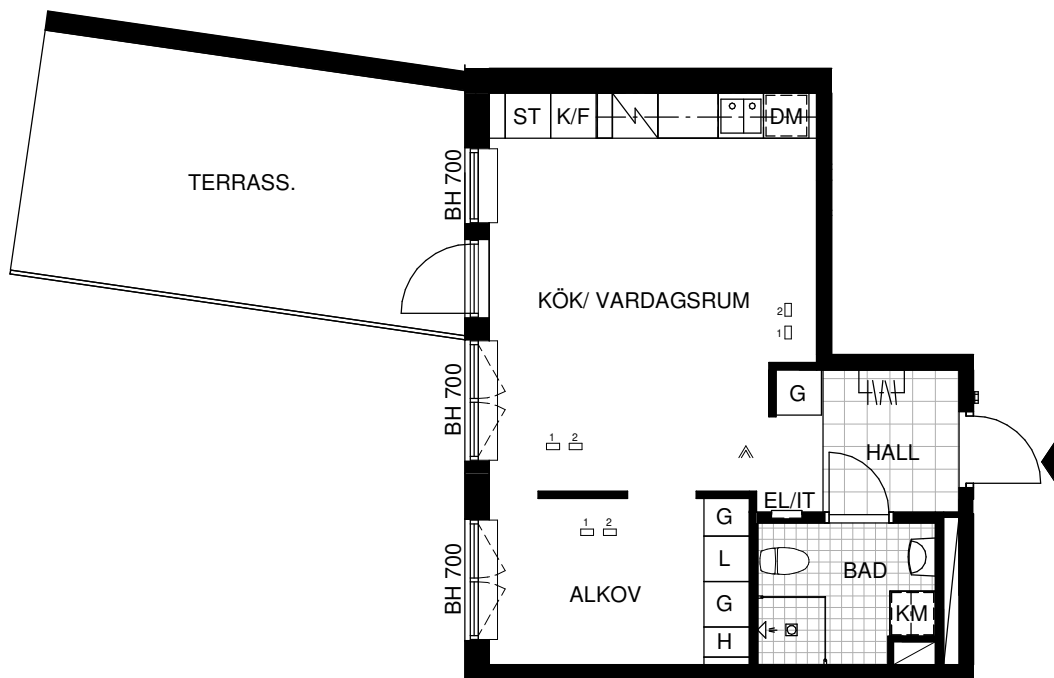 ST K/F DM
TERRASS.
BH 700
KÖK/ VARDAGSRUM
2
1
BH 700
G
HALL
1 2
EL/IT
G
1 2
L
BAD
BH 700
ALKOV
G
KM
H